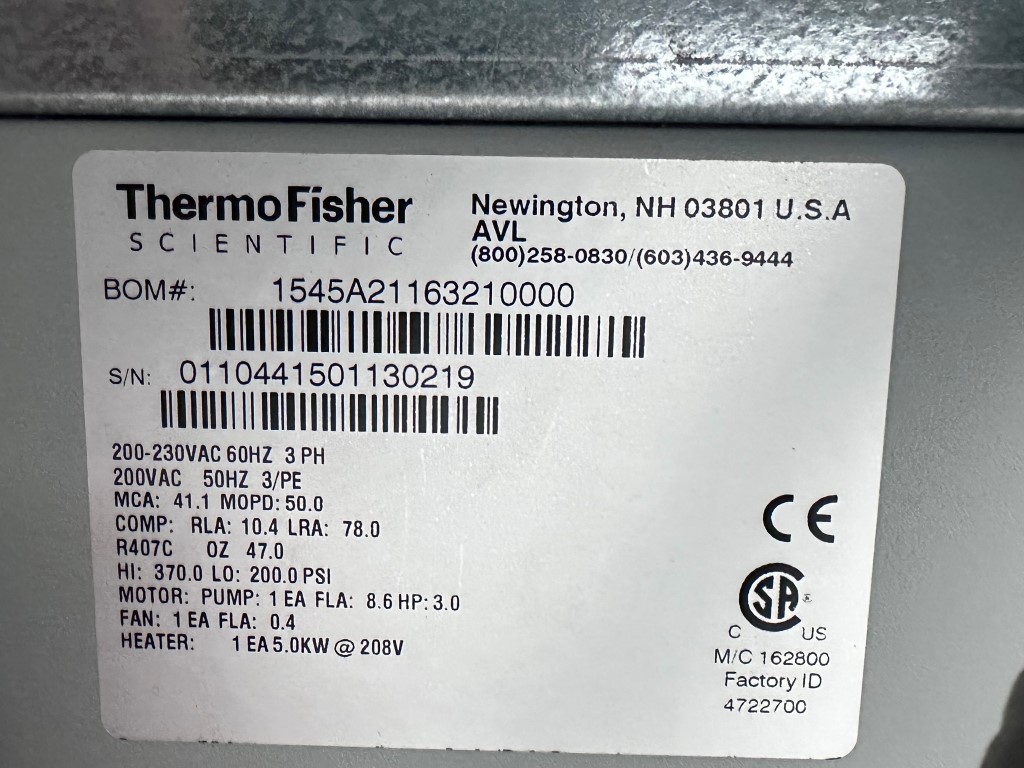 ThermoFisher
SCIENTIFIC
Newington, NH 03801 U.S.A
AVL
(800)258-0830/(603)436-9444
BOM#: 1545A21163210000
S/N: 0110441501130219
200-230VAC 60HZ 3 PH
200VAC 50HZ 3/PE
MCA: 41.1 MOPD: 50.0
COMP: RLA: 10.4 LRA: 78.0
R407C OZ 47.0
HI: 370.0 LO: 200.0 PSI
MOTOR: PUMP: 1 EA FLA: 8.6 HP: 3.0
FAN: 1 EA FLA: 0.4
HEATER: 1 EA 5.0KW @ 208V
CE
SA ®
C US
M/C 162800
Factory ID
4722700